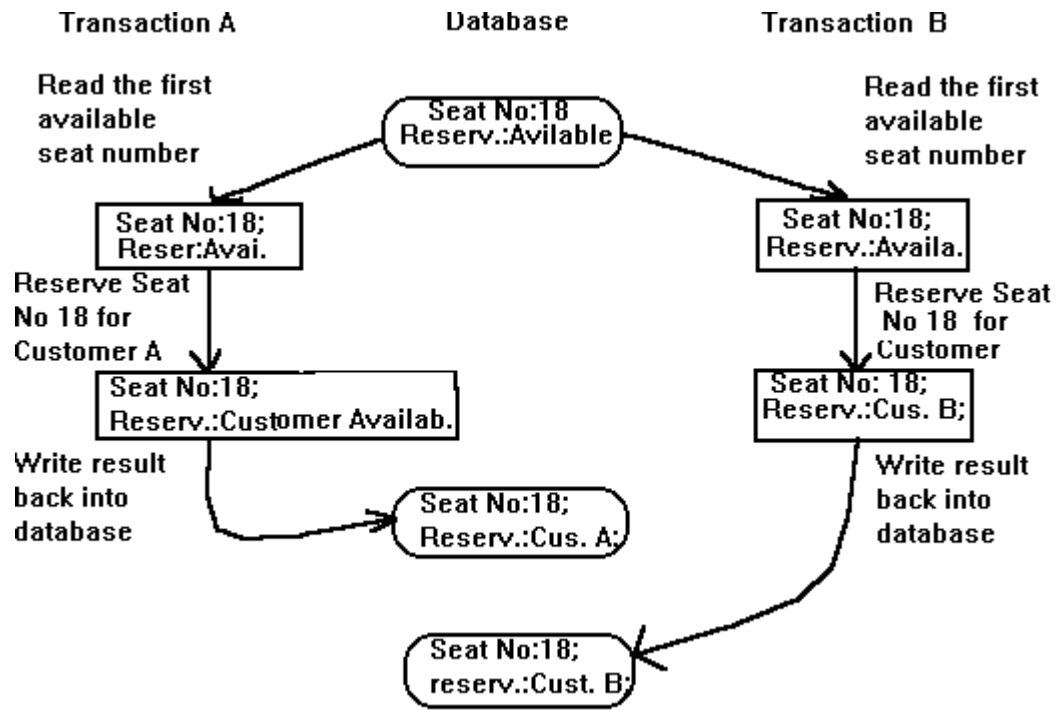 Transaction A
Database
Transaction B
Read the first
available
seat number
Seat No:18
Reserv.:Avilable
Read the first
available
seat number
Seat No:18;
Reser:Avai.
Seat No:18;
Reserv.:Availa.
Reserve Seat
No 18 for
Customer A
Reserve Seat
No 18 for
Customer
Seat No:18;
Reserv.:Customer Availab.
Seat No: 18;
Reserv.:Cus. B;
Write result
back into
database
Seat No:18;
Reserv.:Cus. A;
Write result
back into
database
Seat No:18;
reserv.:Cust. B;